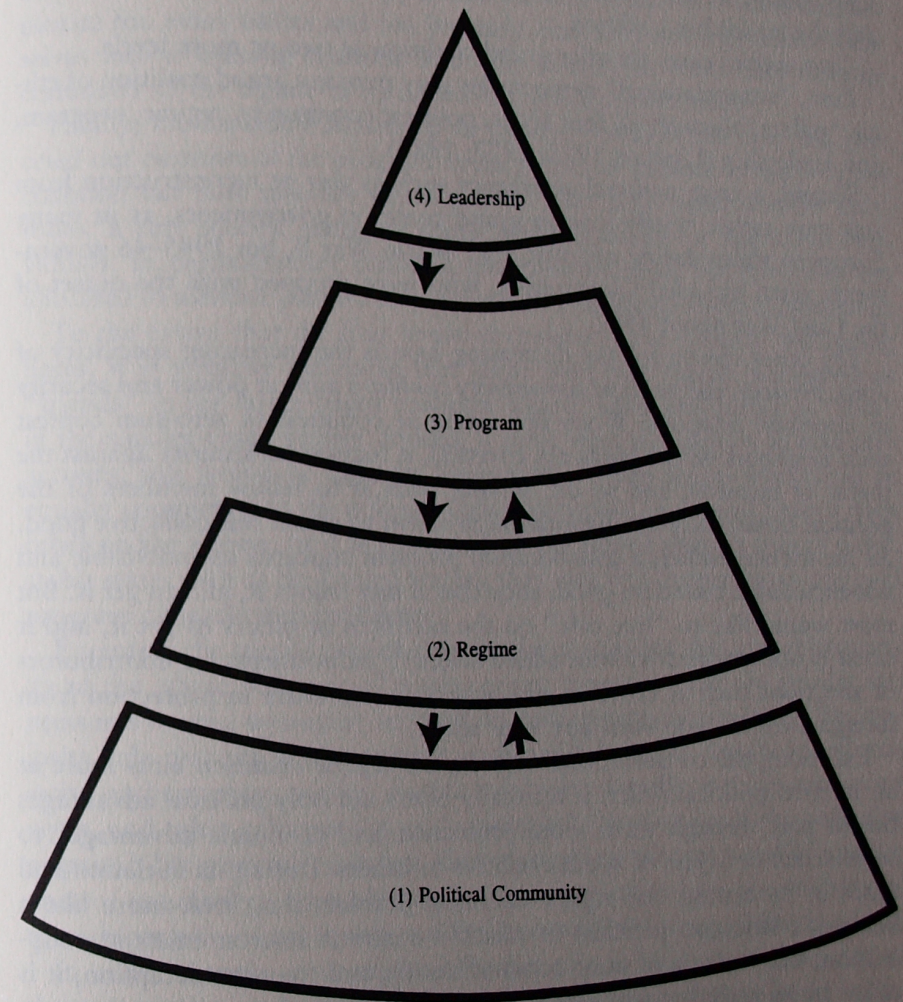 (4) Leadership
(3) Program
(2) Regime
(1) Political Community